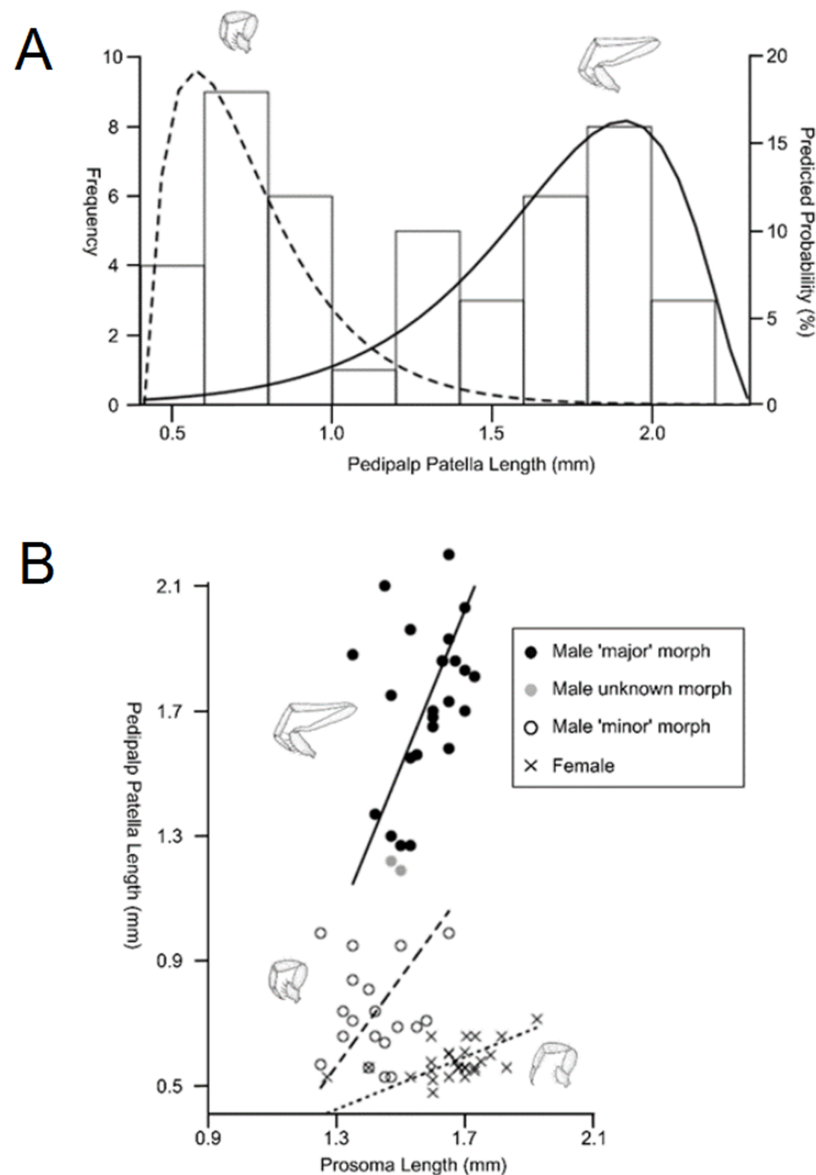 A
10
8
6
4
2
0
Frequency
20
15
10
5
0
Predicted Probablility (%)
0.5 1.0 1.5 2.0
Pedipalp Patella Length (mm)
B
2.1
1.7
1.3
0.9
0.5
Pedipalp Patella Length (mm)
Male 'major' morph
Male unknown morph
Male 'minor' morph
Female
0.9 1.3 1.7 2.1
Prosoma Length (mm)